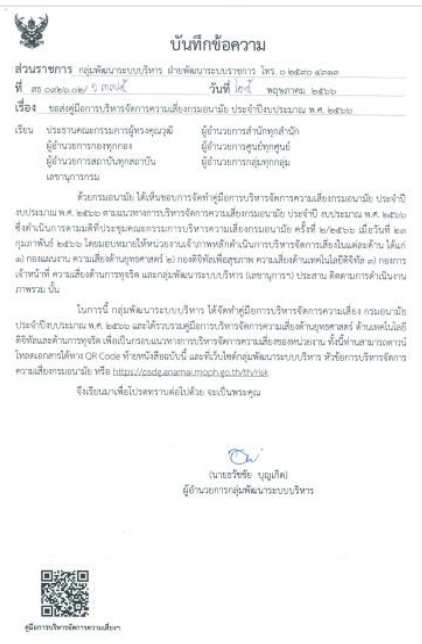 บันทึกข้อความ
ส่วนราชการ กลุ่มพัฒนาระบบบริหาร ฝ่ายพัฒนาระบบราชการ โทร. ๐ ๒๕๙๐ ๔๓๑๓
ที่ สธ ๐๙๒๖.๐๒/ วันที่ พฤษภาคม ๒๕๖๖
เรื่อง ขอส่งคู่มือการบริหารจัดการความเสี่ยงกรมอนามัย ประจำปีงบประมาณ พ.ศ. ๒๕๖๖
เรียน ประธานคณะกรรมการผู้ทรงคุณวุฒิ ผู้อำนวยการสำนักทุกสำนัก
ผู้อำนวยการกองทุกกอง ผู้อำนวยการศูนย์ทุกศูนย์
ผู้อำนวยการสถาบันทุกสถาบัน ผู้อำนวยการกลุ่มทุกกลุ่ม
เลขานุการกรม
ด้วยกรมอนามัย ได้เห็นชอบการจัดทำคู่มือการบริหารจัดการความเสี่ยงกรมอนามัย ประจำปี
งบประมาณ พ.ศ. ๒๕๖๖ ตามแนวทางการบริหารจัดการความเสี่ยงกรมอนามัย ประจำปีงบประมาณ พ.ศ. ๒๕๖๖
ซึ่งดำเนินการตามมติที่ประชุมคณะกรรมการบริหารจัดการความเสี่ยงกรมอนามัย ครั้งที่ ๒/๒๕๖๖ เมื่อวันที่ ๒๓
กุมภาพันธ์ ๒๕๖๖ โดยมอบหมายให้หน่วยงานเจ้าภาพหลักดำเนินการบริหารจัดการเสี่ยงในแต่ละด้าน ได้แก่
๑) กองแผนงาน ความเสี่ยงด้านยุทธศาสตร์ ๒) กองดิจิทัลเพื่อสุขภาพ ความเสี่ยงด้านเทคโนโลยีดิจิทัล ๓) กองการ
เจ้าหน้าที่ ความเสี่ยงด้านการทุจริต และกลุ่มพัฒนาระบบบริหาร (เลขานุการฯ) ประสาน ติดตามการดำเนินงาน
ภาพรวม นั้น
ในการนี้ กลุ่มพัฒนาระบบบริหาร ได้จัดทำคู่มือการบริหารจัดการความเสี่ยง กรมอนามัย
ประจำปีงบประมาณ พ.ศ. ๒๕๖๖ และได้รวบรวมคู่มือการบริหารจัดการความเสี่ยงด้านยุทธศาสตร์ ด้านเทคโนโลยี
ดิจิทัลและด้านการทุจริต เพื่อเป็นกรอบแนวทางการบริหารจัดการความเสี่ยงของหน่วยงาน ทั้งนี้ท่านสามารถดาวน์
โหลดเอกสารได้ทาง QR Code ท้ายหนังสือฉบับนี้ และที่เว็บไซต์กลุ่มพัฒนาระบบบริหาร หัวข้อการบริหารจัดการ
ความเสี่ยงกรมอนามัย หรือ https://psdg.anamai.moph.go.th/th/risk
จึงเรียนมาเพื่อโปรดทราบต่อไปด้วย จะเป็นพระคุณ
(นายธวัชชัย บุญเกิด)
ผู้อำนวยการกลุ่มพัฒนาระบบบริหาร
คู่มือการบริหารจัดการความเสี่ยงฯ